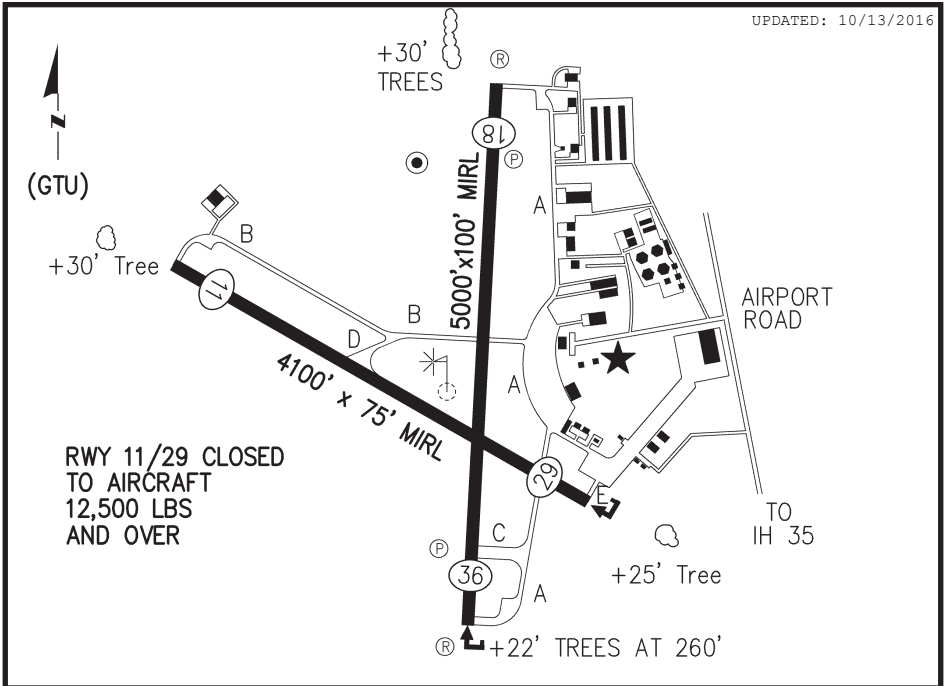 UPDATED: 10/13/2016
+30'
TREES
R
N
(GTU)
18
P
5000'x100' MIRL
A
B
+30' Tree
11
B
D
4100' x 75' MIRL
A
AIRPORT
ROAD
RWY 11/29 CLOSED
TO AIRCRAFT
12,500 LBS
AND OVER
29
E
TO
IH 35
C
P
36
+25' Tree
A
R
+22' TREES AT 260'